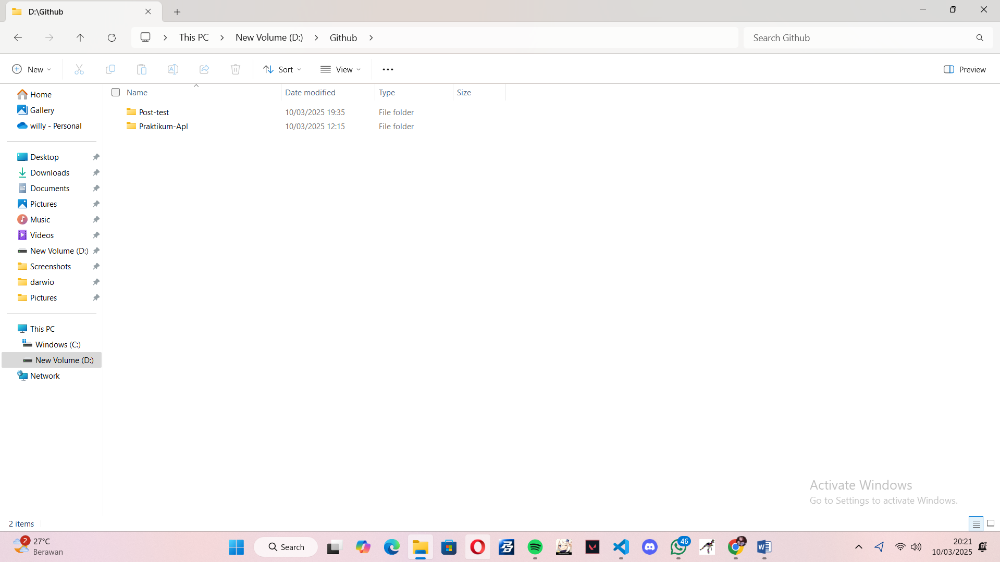 D:\Github
This PC
New Volume (D:)
Github
Search Github
New
Sort
View
Preview
Name
Date modified
Type
Size
Post-test
10/03/2025 19:35
File folder
Praktikum-Apl
10/03/2025 12:15
File folder
Home
Gallery
willy - Personal
Desktop
Downloads
Documents
Pictures
Music
Videos
New Volume (D:)
Screenshots
darwio
Pictures
This PC
Windows (C:)
New Volume (D:)
Network
Activate Windows
Go to Settings to activate Windows.
2 items
2
27°C
Berawan
Search
46
20:21
10/03/2025